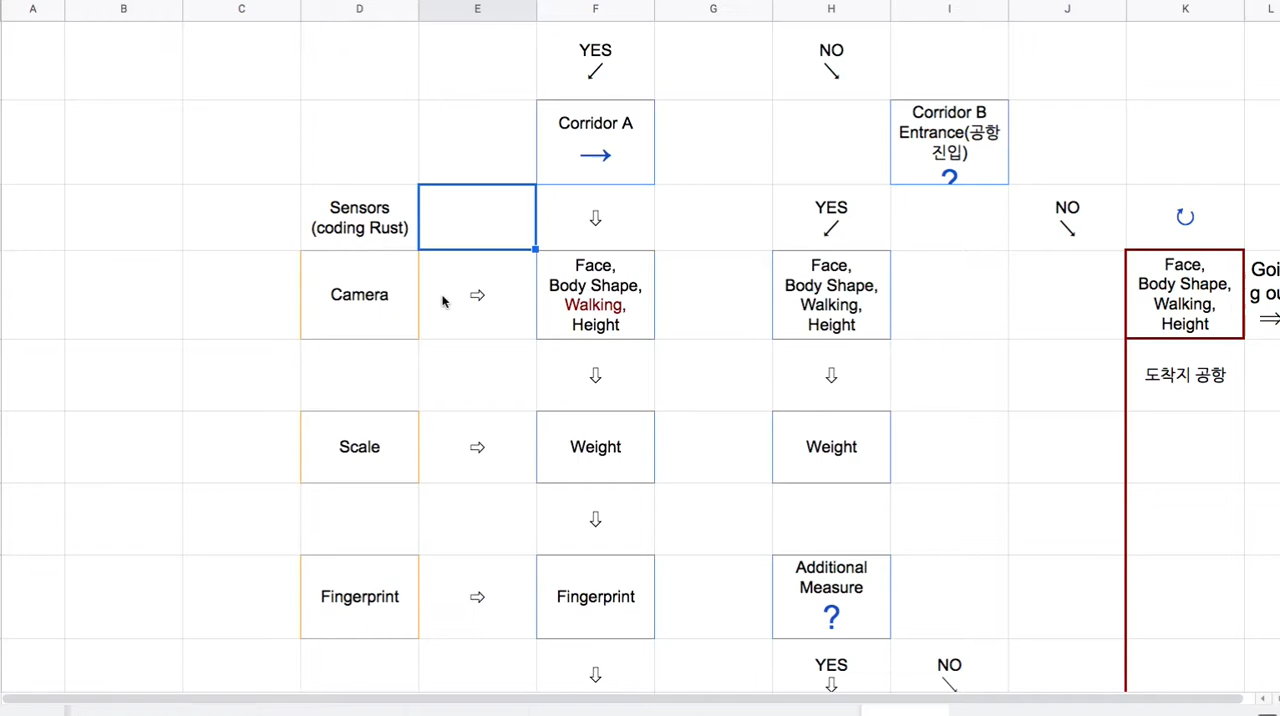 A B C D E F G H I J K L
YES NO
↙ ↘
Corridor A
→
Corridor B
Entrance(공항
진입)
?
Sensors
(coding Rust)
⇩
YES
↙
NO
↘
↻
Camera
⇨
Face,
Body Shape,
Walking,
Height
Face,
Body Shape,
Walking,
Height
Face,
Body Shape,
Walking,
Height
Goi
g ou
⇒
⇩ ⇩ 도착지 공항
Scale ⇨ Weight Weight
⇩
Fingerprint ⇨ Fingerprint
Additional
Measure
?
⇩
YES NO
⇩ ↘